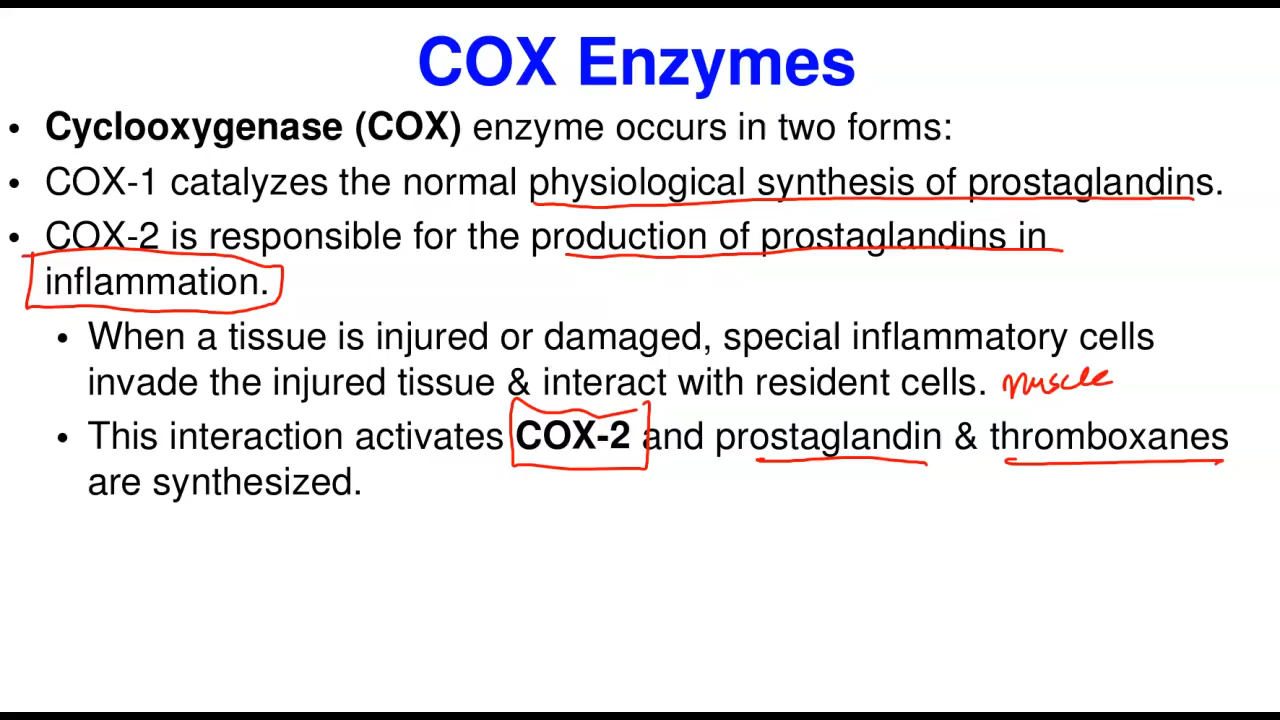 COX Enzymes
• Cyclooxygenase (COX) enzyme occurs in two forms:
• COX-1 catalyzes the normal physiological synthesis of prostaglandins.
• COX-2 is responsible for the production of prostaglandins in
inflammation.
• When a tissue is injured or damaged, special inflammatory cells
invade the injured tissue & interact with resident cells. muscle
• This interaction activates COX-2 and prostaglandin & thromboxanes
are synthesized.